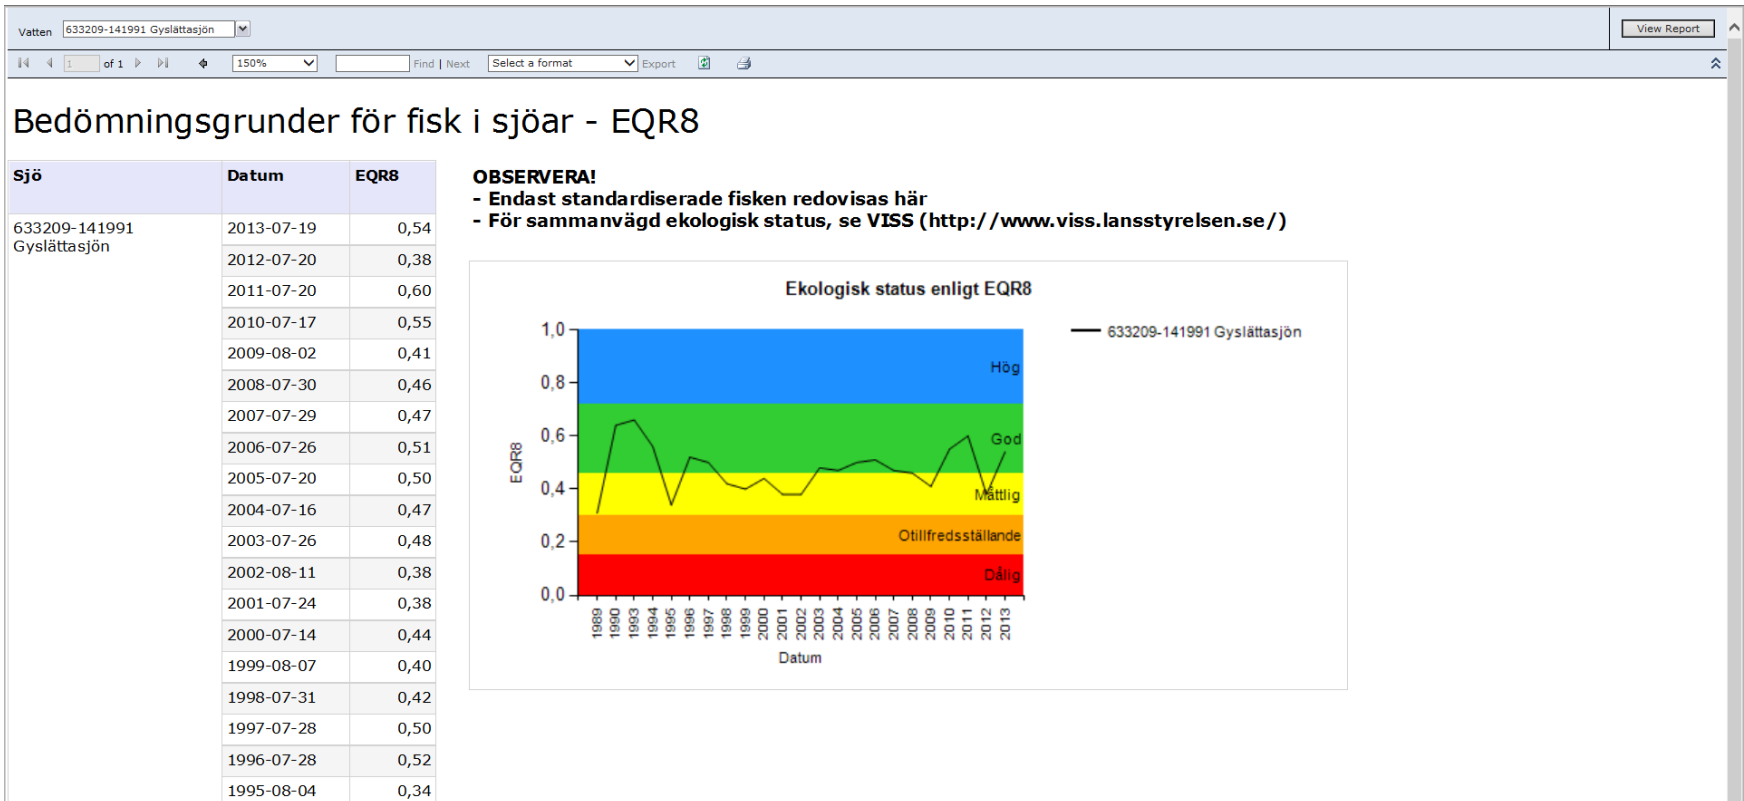 Vatten 633209-141991 Gyslättasjön View Report
1 of 1 150% Find | Next Select a format Export
Bedömningsgrunder för fisk i sjöar - EQR8
Sjö Datum EQR8
633209-141991 Gyslättasjön
2013-07-19 0,54
2012-07-20 0,38
2011-07-20 0,60
2010-07-17 0,55
2009-08-02 0,41
2008-07-30 0,46
2007-07-29 0,47
2006-07-26 0,51
2005-07-20 0,50
2004-07-16 0,47
2003-07-26 0,48
2002-08-11 0,38
2001-07-24 0,38
2000-07-14 0,44
1999-08-07 0,40
1998-07-31 0,42
1997-07-28 0,50
1996-07-28 0,52
1995-08-04 0,34
OBSERVERA!
- Endast standardiserade fisken redovisas här
- För sammanvägd ekologisk status, se VISS (http://www.viss.lansstyrelsen.se/)
Ekologisk status enligt EQR8
633209-141991 Gyslättasjön
1,0
0,8
0,6
0,4
0,2
0,0
EQR8
Hög
God
Måttlig
Otillfredsställande
Dålig
1989 1990 1993 1994 1995 1996 1997 1998 1999 2000 2001 2002 2003 2004 2005 2006 2007 2008 2009 2010 2011 2012 2013
Datum